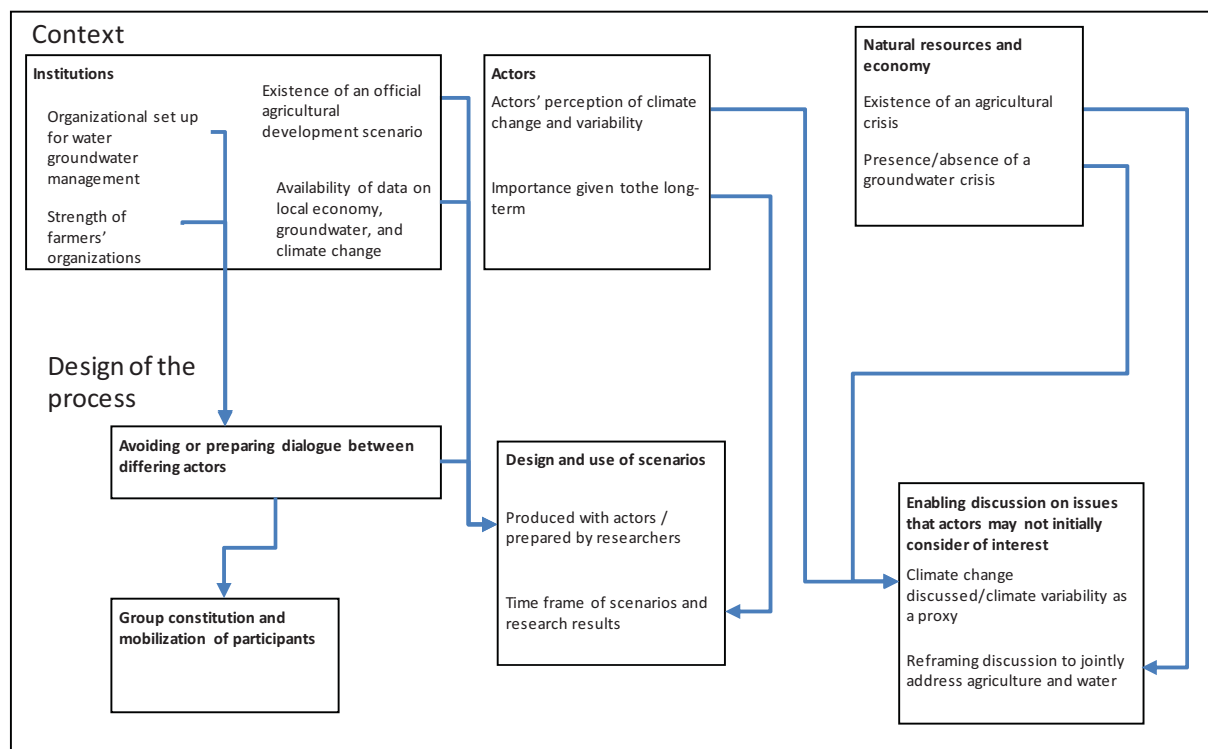 Context
Institutions
Organizational set up
for water
groundwater
management
Strength of
farmers’
organizations
Existence of an official
agricultural
development scenario
Availability of data on
local economy,
groundwater, and
climate change
Actors
Actors’ perception of climate
change and variability
Importance given tothe long-
term
Natural resources and
economy
Existence of an agricultural
crisis
Presence/absence of a
groundwater crisis
Design of the
process
Avoiding or preparing dialogue between
differing actors
Group constitution and
mobilization of participants
Design and use of scenarios
Produced with actors /
prepared by researchers
Time frame of scenarios and
research results
Enabling discussion on issues
that actors may not initially
consider of interest
Climate change
discussed/climate variability as
a proxy
Reframing discussion to jointly
address agriculture and water